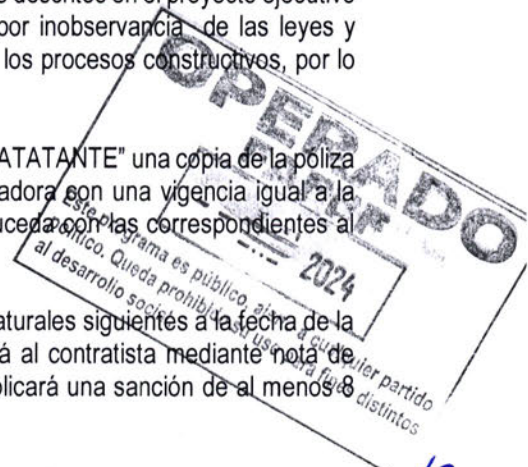 s descritos en el proyecto ejecutivo
por inobservancia de las leyes y
los procesos constructivos, por lo
ATATANTE" una copia de la póliza
adora con una vigencia igual a la
uceda con las correspondientes al
aturales siguientes a la fecha de la
á al contratista mediante nota de
plicará una sanción de al menos 8
OPERADO
2024
Este programa es público, ajeno a cualquier partido
político. Queda prohibido su uso para fines distintos
al desarrollo social